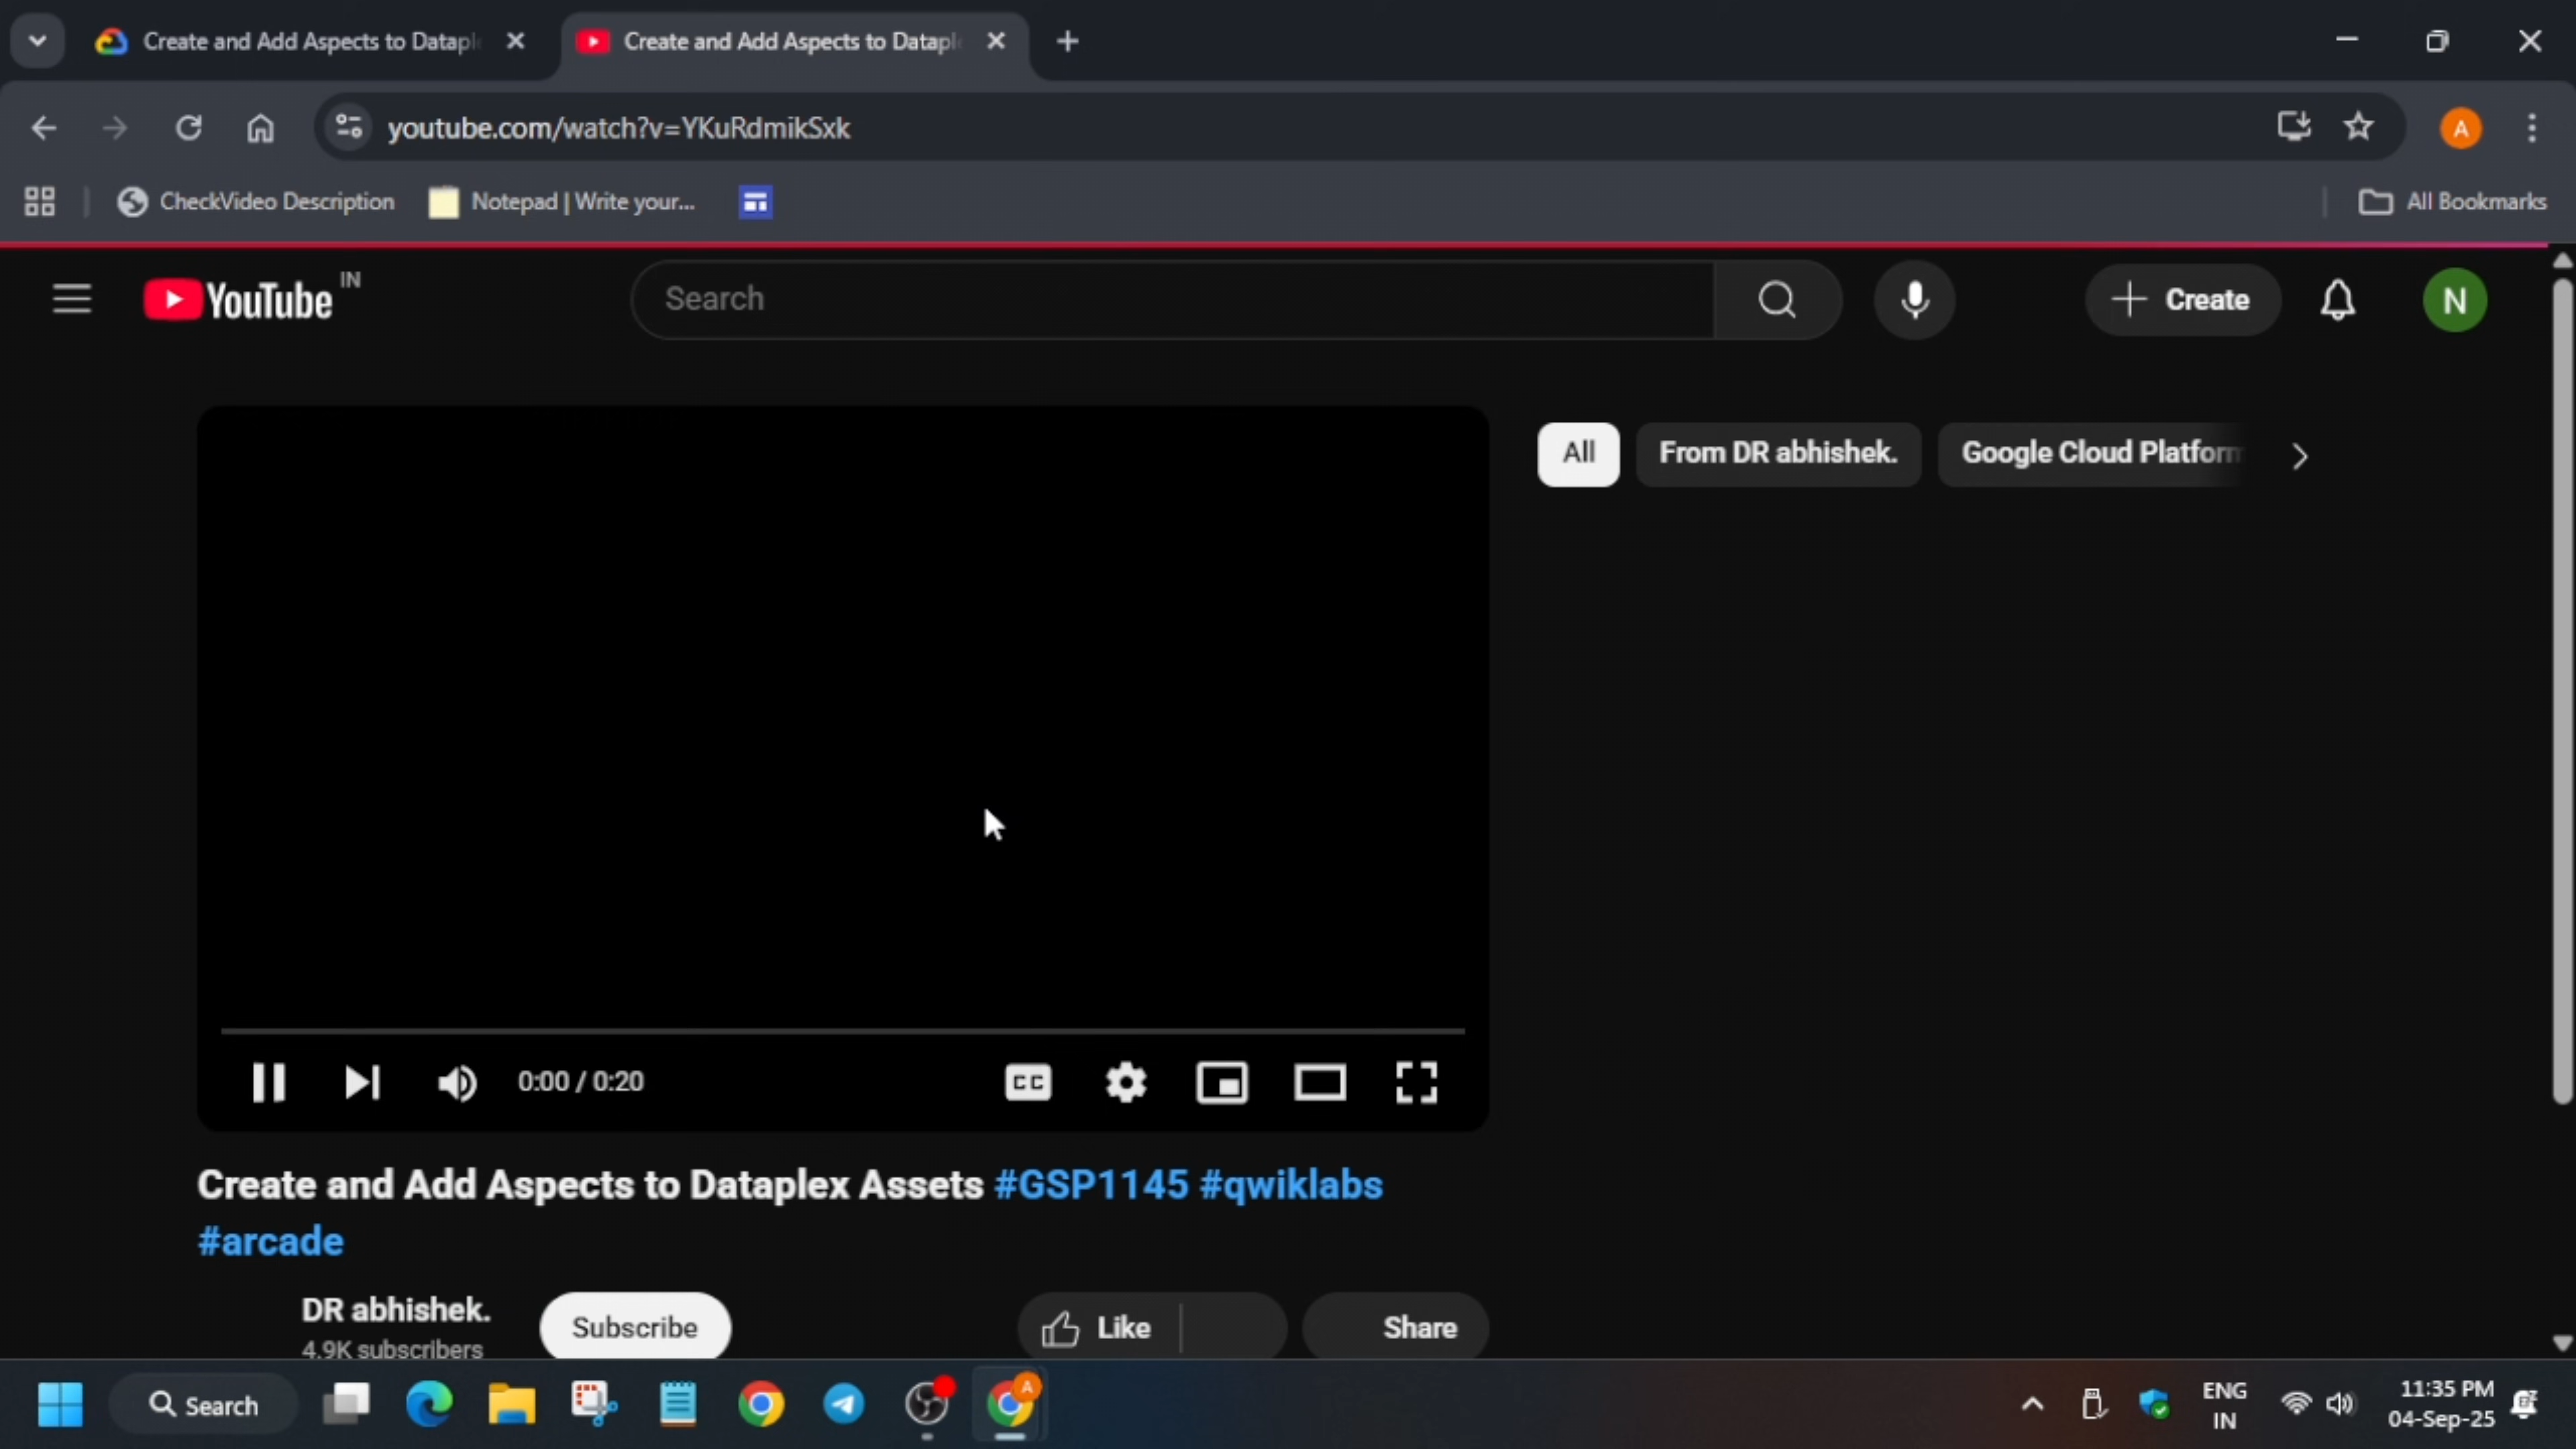 Create and Add Aspects to Datapl
Create and Add Aspects to Datapl
youtube.com/watch?v=YKuRdmikSxk
A
CheckVideo Description
Notepad | Write your...
All Bookmarks
YouTube IN
Search
Create
N
All
From DR abhishek.
Google Cloud Platform
0:00 / 0:20
CC
Create and Add Aspects to Dataplex Assets #GSP1145 #qwiklabs
#arcade
DR abhishek.
4.9K subscribers
Subscribe
Like
Share
Search
A
ENG
IN
11:35 PM
04-Sep-25